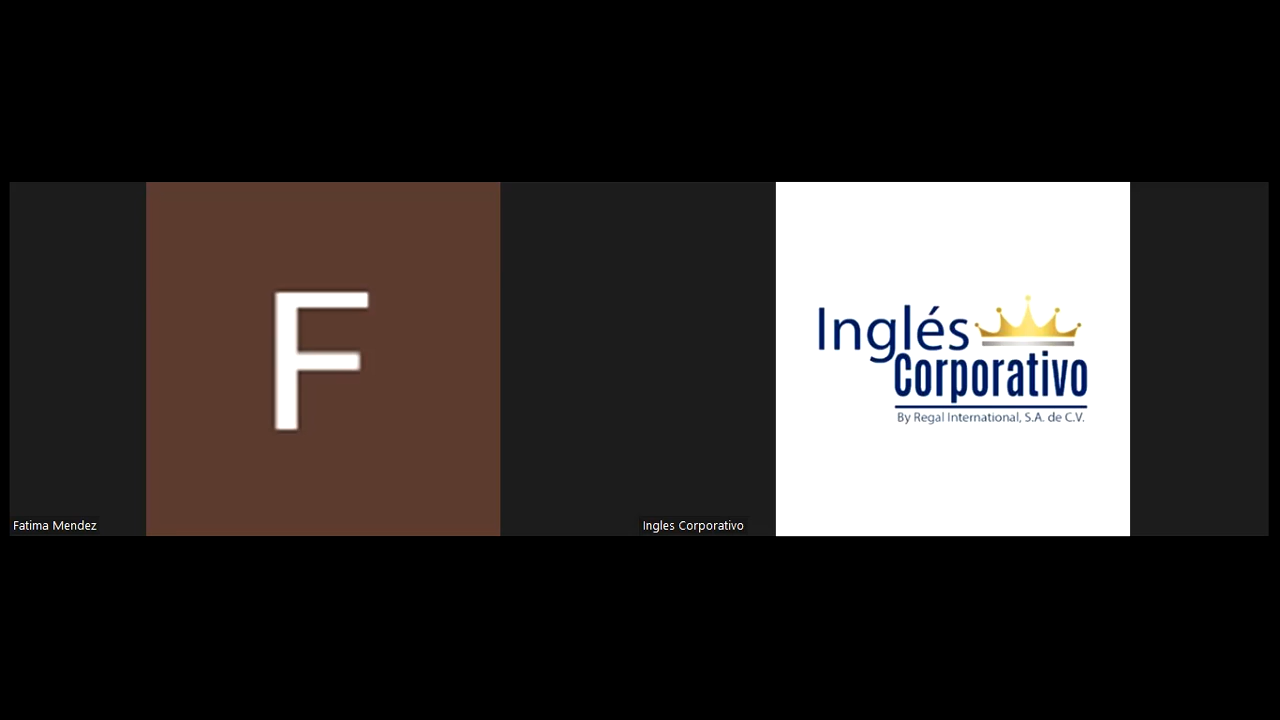 F
Fatima Mendez
Inglés
Corporativo
By Regal International, S.A. de C.V.
Ingles Corporativo